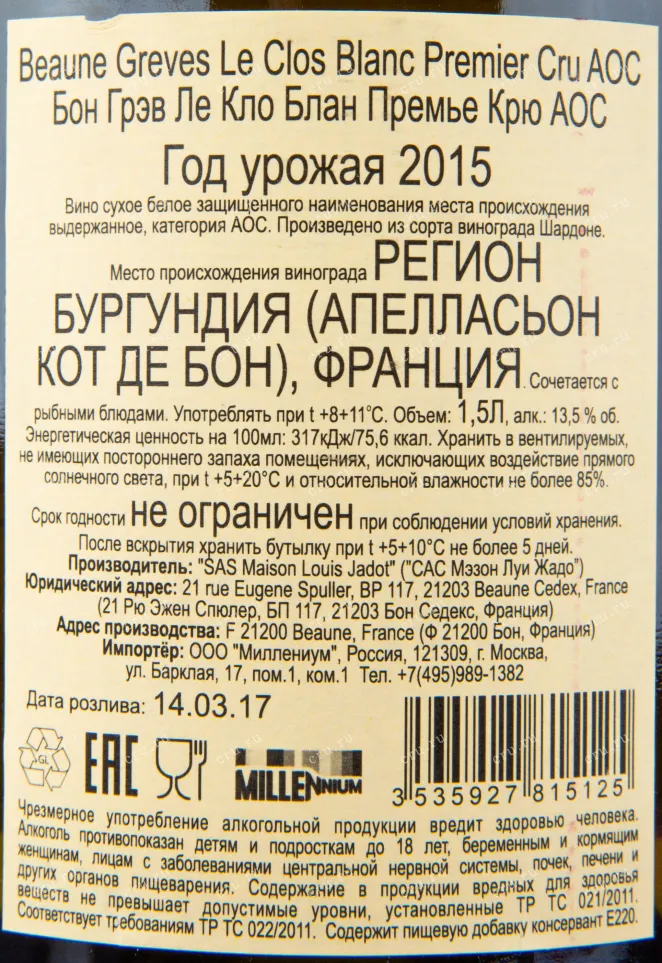 Beaune Greves Le Clos Blanc Premier Cru AOC
Бон Грэв Ле Кло Блан Премье Крю АОС
Год урожая 2015
Вино сухое белое защищенного наименования места происхождения
выдержанное, категория АОС. Произведено из сорта винограда Шардоне.
Место происхождения винограда РЕГИОН
БУРГУНДИЯ (АПЕЛЛАСЬОН
КОТ ДЕ БОН), ФРАНЦИЯ. Сочетается с
рыбными блюдами. Употреблять при t +8+11°С. Объем: 1,5Л, алк.: 13,5 % об.
Энергетическая ценность на 100мл: 317кДж/75,6 ккал. Хранить в вентилируемых,
не имеющих постороннего запаха помещениях, исключающих воздействие прямого
солнечного света, при t +5+20°С и относительной влажности не более 85%.
Срок годности не ограничен при соблюдении условий хранения.
После вскрытия хранить бутылку при t +5+10°С не более 5 дней.
Производитель: "SAS Maison Louis Jadot" ("САС Мэзон Луи Жадо")
Юридический адрес: 21 rue Eugene Spuller, BP 117, 21203 Beaune Cedex, France
(21 Рю Эжен Спюлер, БП 117, 21203 Бон Седекс, Франция)
Адрес производства: F 21200 Beaune, France (Ф 21200 Бон, Франция)
Импортёр: ООО "Миллениум", Россия, 121309, г. Москва,
ул. Барклая, 17, пом.1, ком.1 Тел. +7(495)989-1382
Дата розлива: 14.03.17
GL
EAC
MILLENNIUM
3 535927 815125
Чрезмерное употребление алкогольной продукции вредит здоровью человека.
Алкоголь противопоказан детям и подросткам до 18 лет, беременным и кормящим
женщинам, лицам с заболеваниями центральной нервной системы, почек, печени и
других органов пищеварения. Содержание в продукции вредных для здоровья
веществ не превышает допустимые уровни, установленные ТР ТС 021/2011.
Соответствует требованиям ТР ТС 022/2011. Содержит пищевую добавку консервант Е220.